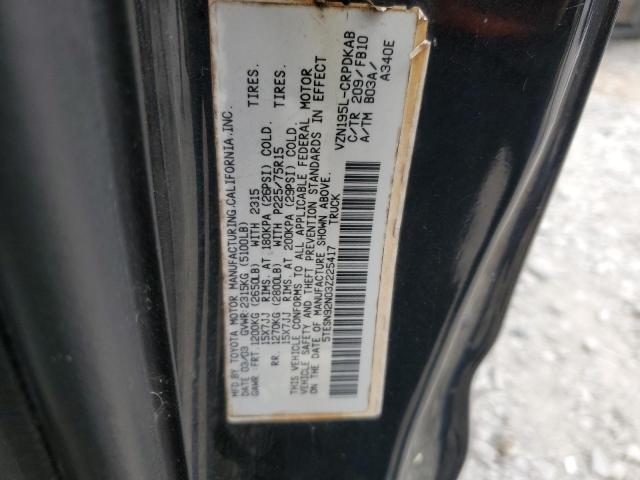 MFD.BY TOYOTA MOTOR MANUFACTURING,CALIFORNIA,INC.
DATE 03/03 GVWR 2315KG (5100LB)
GAWR FRT 1200KG (2650LB) WITH 2315 TIRES.
15X7JJ RIMS. AT 180KPA (26PSI) COLD.
RR. 1270KG (2800LB) WITH P225/75R15 TIRES.
15X7JJ RIMS. AT 200KPA (29PSI) COLD.
THIS VEHICLE CONFORMS TO ALL APPLICABLE FEDERAL MOTOR
VEHICLE SAFETY AND THEFT PREVENTION STANDARDS IN EFFECT
ON THE DATE OF MANUFACTURE SHOWN ABOVE.
5TESN92ND3Z225417 TRUCK
VZN195L-CRPDKAB
C/TR 209/FB10
A/TM B03A/
A340E